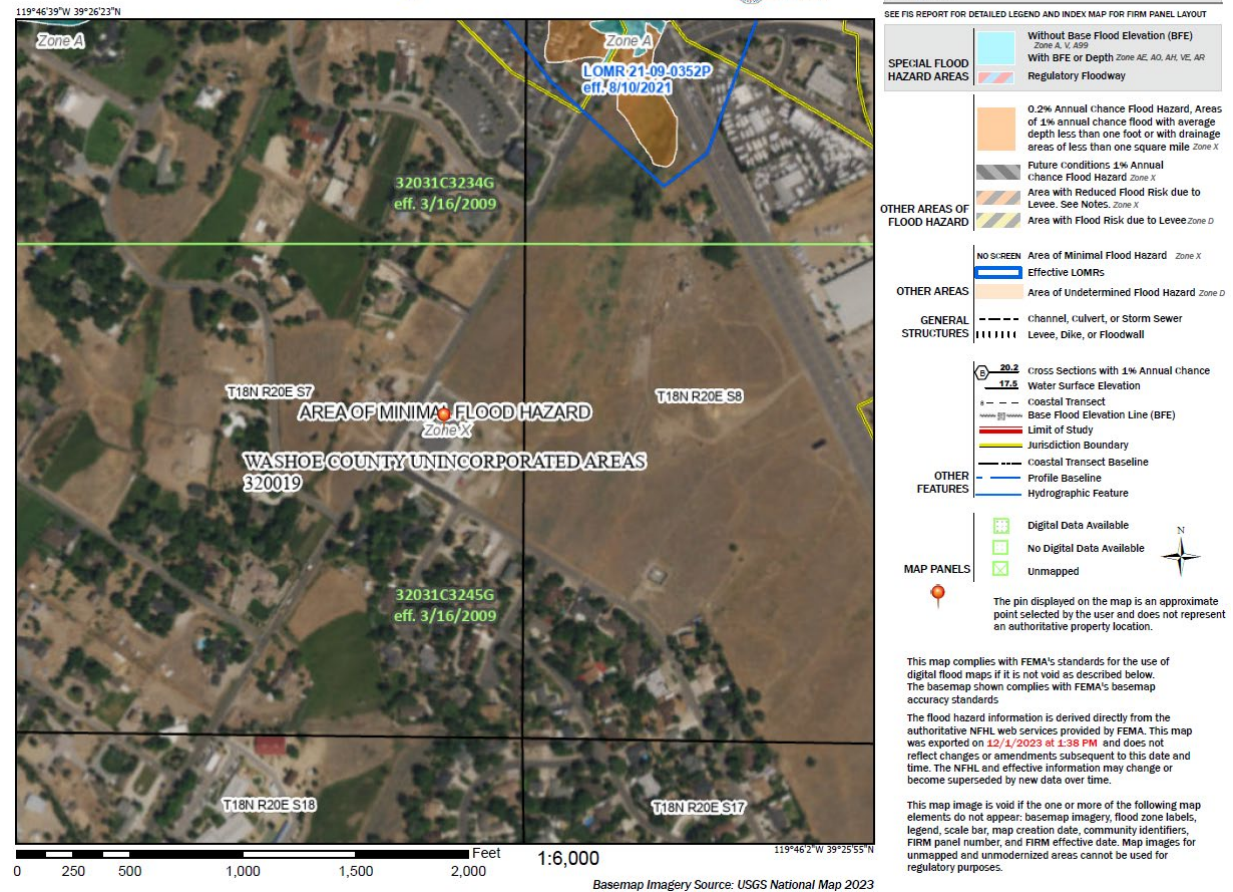 119°46'39"W 39°26'23"N
Zone A
Zone A
LOMR 21-09-0352P
eff. 8/10/2021
32031C3234G
eff. 3/16/2009
T18N R20E S7
T18N R20E S8
AREA OF MINIMAL FLOOD HAZARD
Zone X
WASHOE COUNTY UNINCORPORATED AREAS
320019
32031C3245G
eff. 3/16/2009
T18N R20E S18
T18N R20E S17
Feet
0 250 500 1,000 1,500 2,000
1:6,000
119°46'2"W 39°25'55"N
Basemap Imagery Source: USGS National Map 2023
SEE FIS REPORT FOR DETAILED LEGEND AND INDEX MAP FOR FIRM PANEL LAYOUT
SPECIAL FLOOD
HAZARD AREAS
Without Base Flood Elevation (BFE)
Zone A, V, A99
With BFE or Depth Zone AE, AO, AH, VE, AR
Regulatory Floodway
OTHER AREAS OF
FLOOD HAZARD
0.2% Annual Chance Flood Hazard, Areas
of 1% annual chance flood with average
depth less than one foot or with drainage
areas of less than one square mile Zone X
Future Conditions 1% Annual
Chance Flood Hazard Zone X
Area with Reduced Flood Risk due to
Levee. See Notes. Zone X
Area with Flood Risk due to Levee Zone D
OTHER AREAS
NO SCREEN Area of Minimal Flood Hazard Zone X
Effective LOMRs
Area of Undetermined Flood Hazard Zone D
GENERAL
STRUCTURES
Channel, Culvert, or Storm Sewer
Levee, Dike, or Floodwall
OTHER
FEATURES
B 20.2 Cross Sections with 1% Annual Chance
17.5 Water Surface Elevation
8 Coastal Transect
513 Base Flood Elevation Line (BFE)
Limit of Study
Jurisdiction Boundary
Coastal Transect Baseline
Profile Baseline
Hydrographic Feature
MAP PANELS
Digital Data Available
No Digital Data Available
Unmapped
N
The pin displayed on the map is an approximate
point selected by the user and does not represent
an authoritative property location.
This map complies with FEMA's standards for the use of
digital flood maps if it is not void as described below.
The basemap shown complies with FEMA's basemap
accuracy standards
The flood hazard information is derived directly from the
authoritative NFHL web services provided by FEMA. This map
was exported on 12/1/2023 at 1:38 PM and does not
reflect changes or amendments subsequent to this date and
time. The NFHL and effective information may change or
become superseded by new data over time.
This map image is void if the one or more of the following map
elements do not appear: basemap imagery, flood zone labels,
legend, scale bar, map creation date, community identifiers,
FIRM panel number, and FIRM effective date. Map images for
unmapped and unmodernized areas cannot be used for
regulatory purposes.